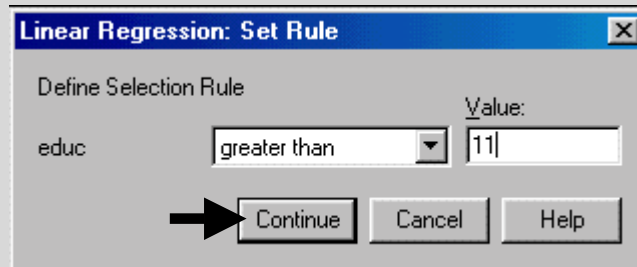 Linear Regression: Set Rule
Define Selection Rule
Value:
educ greater than 11
Continue Cancel Help